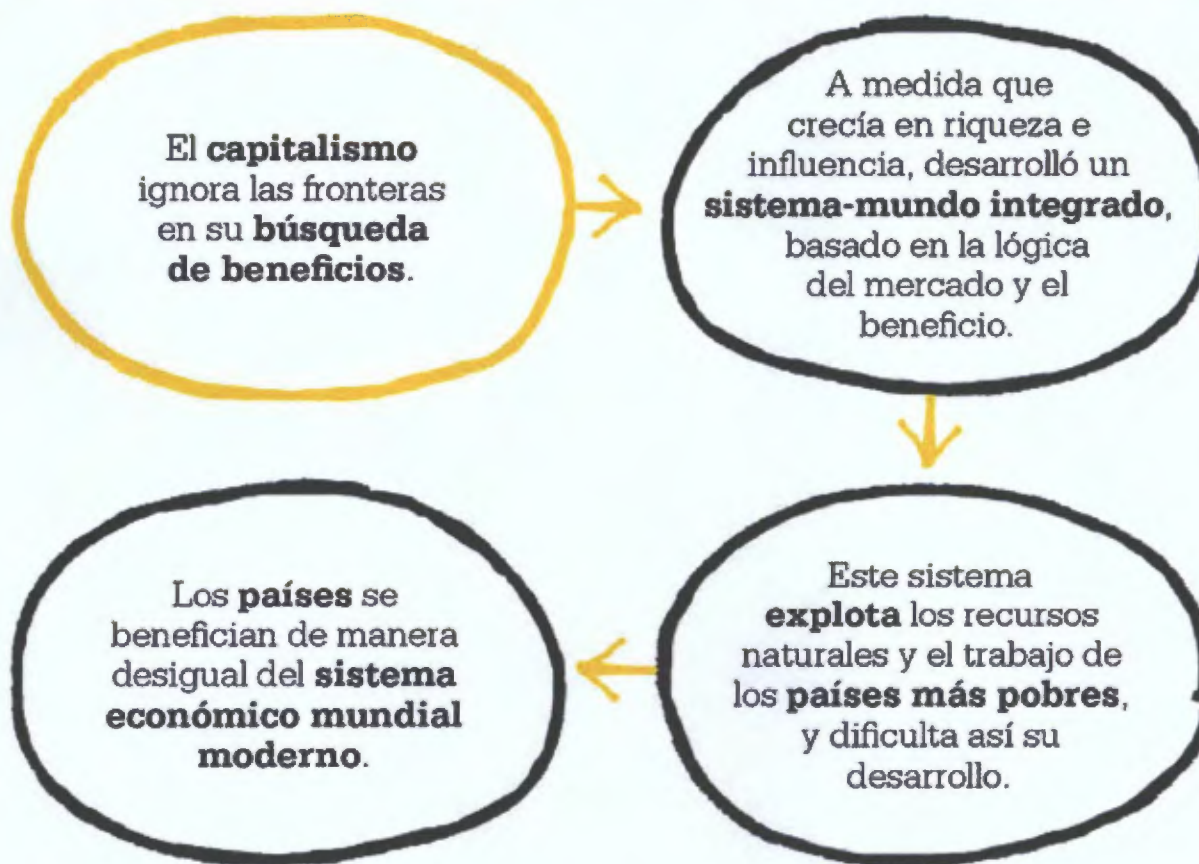 El capitalismo
ignora las fronteras
en su búsqueda
de beneficios.
A medida que
crecía en riqueza e
influencia, desarrolló un
sistema-mundo integrado,
basado en la lógica
del mercado y el
beneficio.
Este sistema
explota los recursos
naturales y el trabajo de
los países más pobres,
y dificulta así su
desarrollo.
Los países se
benefician de manera
desigual del sistema
económico mundial
moderno.